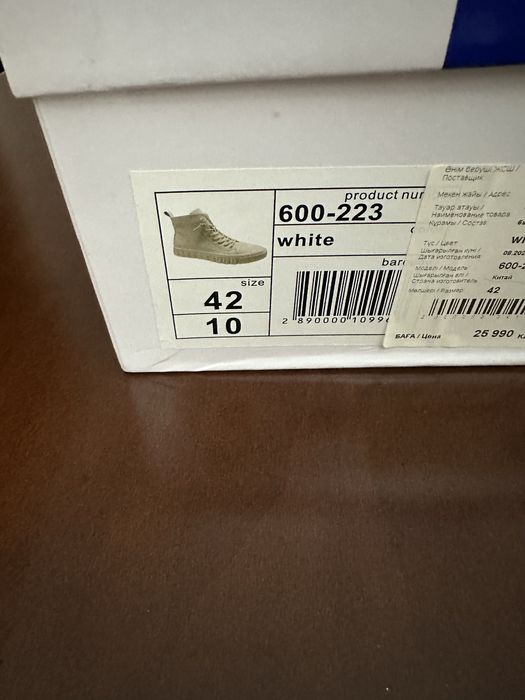 product nu
600-223
white
size
42
10
bar
2 890000 1099
Өнім беруші ЖСШ /
Поставщик
Мекен жайы / Адрес
Тауар атауы /
Наименование товара
Құрамы / Состав
Түс / Цвет
Шығарылған күні /
Дата изготовления
Моделі / Модель
600-2
Шығарылған елі /
Страна изготовитель
Китай
Мөлшері / Размер
42
БАҒА / Цена
25 990